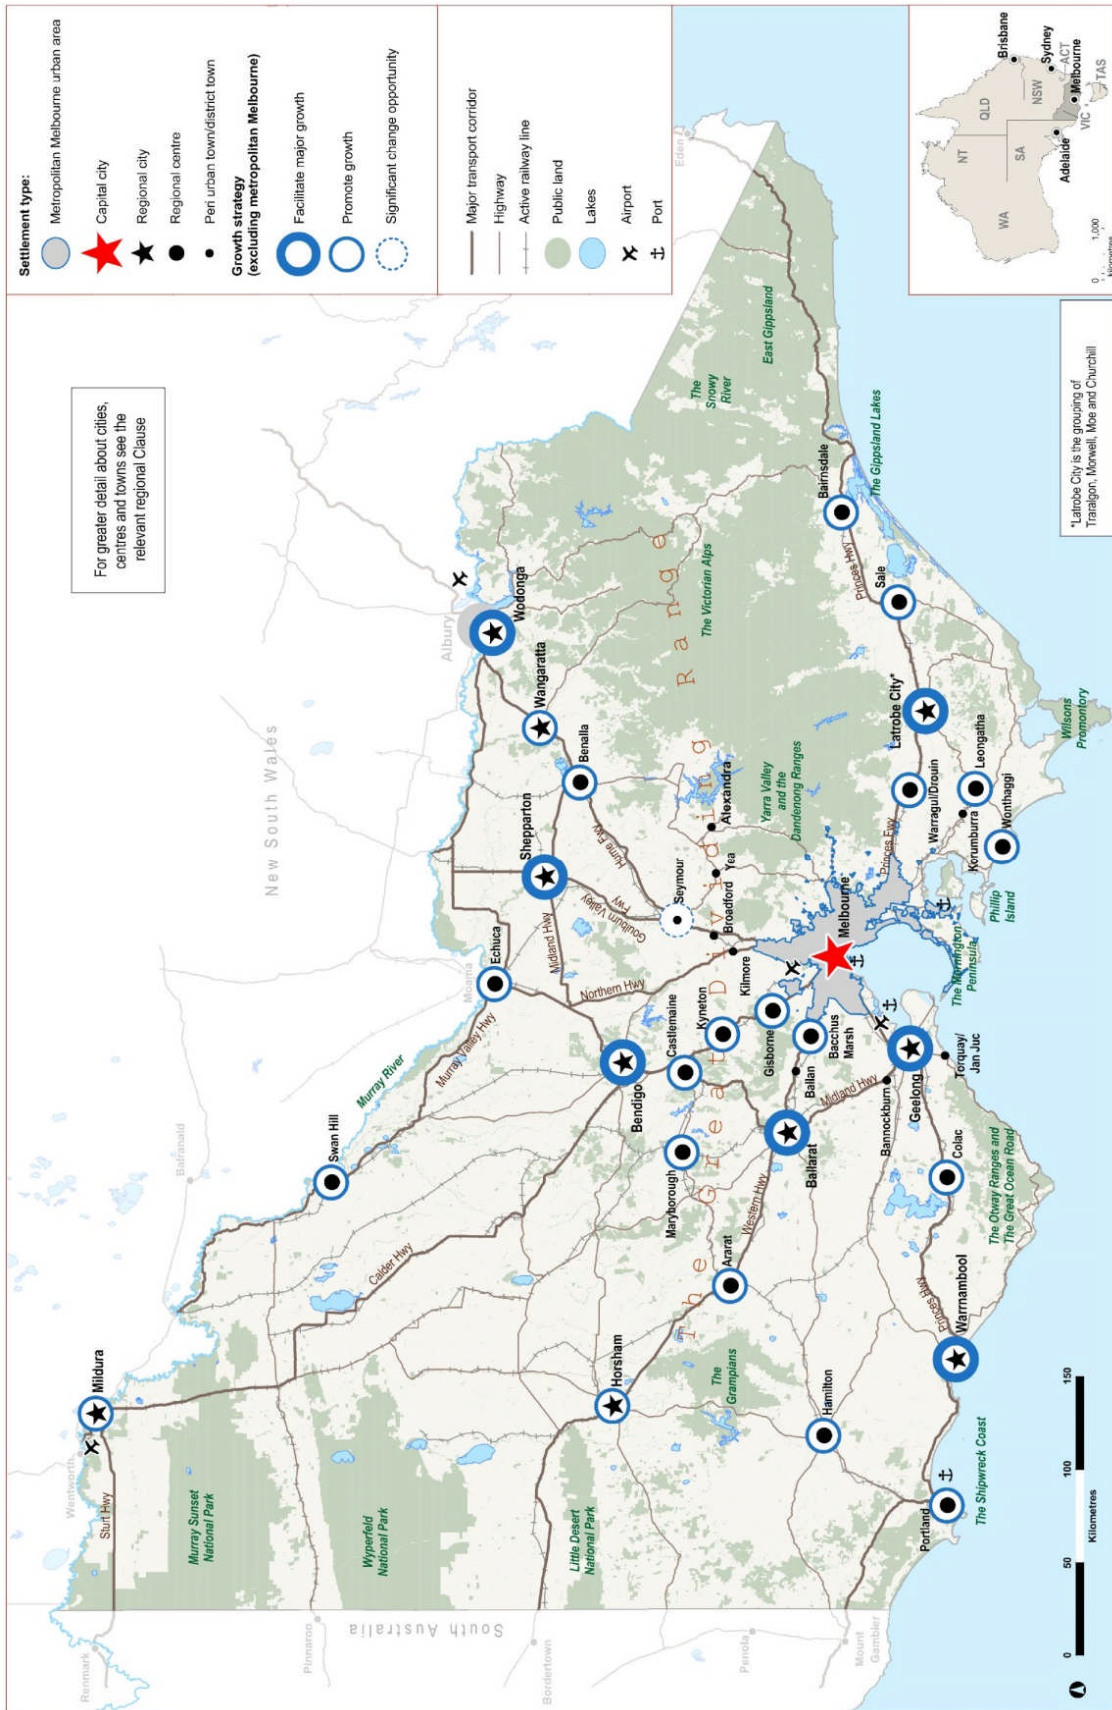 Settlement type:
Metropolitan Melbourne urban area
Capital city
Regional city
Regional centre
Peri urban town/district town
Growth strategy
(excluding metropolitan Melbourne)
Facilitate major growth
Promote growth
Significant change opportunity
Major transport corridor
Highway
Active railway line
Public land
Lakes
Airport
Port
For greater detail about cities,
centres and towns see the
relevant regional Clause
*Latrobe City is the grouping of
Traralgon, Morwell, Moe and Churchill
Brisbane
Sydney
ACT
Melbourne
TAS
VIC
NSW
QLD
Adelaide
SA
NT
WA
0
1,000
kilometres
Renmark
Wentworth
Sturt Hwy
Mildura
Murray Sunset
National Park
Pinnaroo
Wyperfeld
National Park
South Australia
Bordertown
Little Desert
National Park
Penola
Mount
Gambler
Balranald
Swan Hill
Murray River
Murray Valley Hwy
Calder Hwy
New South Wales
Moama
Echuca
Albury
Wodonga
Wangaratta
Benalla
Shepparton
Midland Hwy
Goulburn Valley
Fwy
Hume Fwy
Northern Hwy
Bendigo
Castlemaine
Maryborough
Kyneton
Kilmore
Broadford
Seymour
Yea
Alexandra
Gisborne
Bacchus
Marsh
Ballan
Ballarat
Western Hwy
Ararat
Horsham
The
Grampians
Hamilton
Portland
The Shipwreck Coast
Warrnambool
Princes Hwy
Colac
The Otway Ranges and
The Great Ocean Road
Midland Hwy
Bannockburn
Geelong
Torquay/
Jan Juc
Melbourne
The Mornington
Peninsula
Phillip
Island
Princes Fwy
Warragul/Drouin
Korumburra
Leongatha
Wonthaggi
Wilsons
Promontory
Latrobe City*
Sale
Princes Hwy
Bairnsdale
The Gippsland Lakes
Yarra Valley
and the
Dandenong Ranges
The Victorian Alps
The
Snowy
River
East Gippsland
Eden
The Great Dividing Range
0
50
100
150
Kilometres